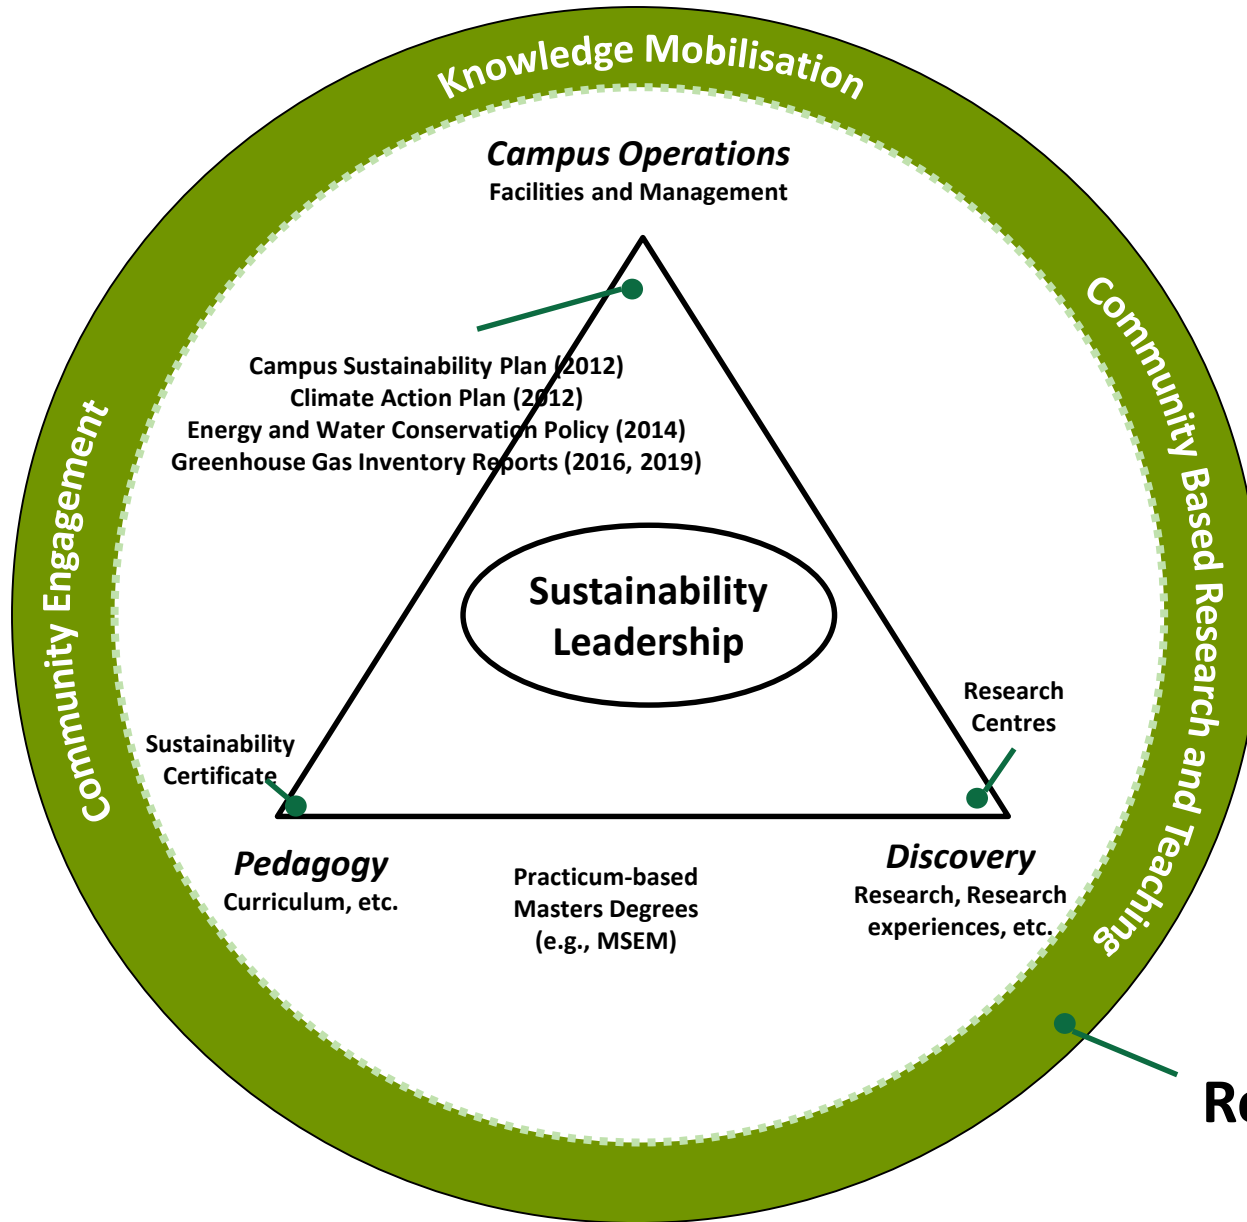 Knowledge Mobilisation
Campus Operations
Facilities and Management
Community Based Research and Teaching
Campus Sustainability Plan (2012)
Climate Action Plan (2012)
Energy and Water Conservation Policy (2014)
Greenhouse Gas Inventory Reports (2016, 2019)
Community Engagement
Sustainability
Leadership
Research
Centres
Sustainability
Certificate
Pedagogy
Curriculum, etc.
Practicum-based
Masters Degrees
(e.g., MSEM)
Discovery
Research, Research
experiences, etc.